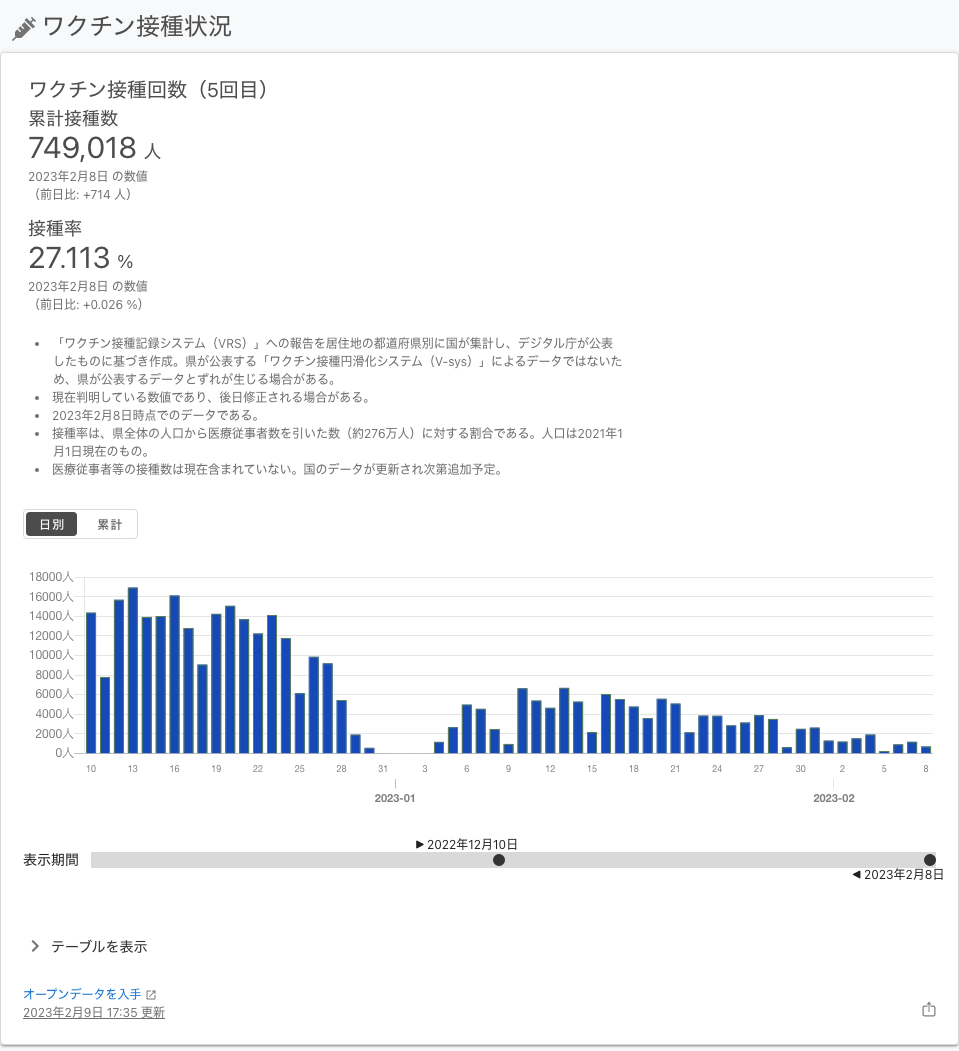 ワクチン接種状況
ワクチン接種回数（5回目）
累計接種数
749,018 人
2023年2月8日 の数値
（前日比: +714 人）
接種率
27.113 %
2023年2月8日 の数値
（前日比: +0.026 %）
• 「ワクチン接種記録システム（VRS）」への報告を居住地の都道府県別に国が集計し、デジタル庁が公表
したものに基づき作成。県が公表する「ワクチン接種円滑化システム（V-sys）」によるデータではないた
め、県が公表するデータとずれが生じる場合がある。
• 現在判明している数値であり、後日修正される場合がある。
• 2023年2月8日時点でのデータである。
• 接種率は、県全体の人口から医療従事者数を引いた数（約276万人）に対する割合である。人口は2021年1
月1日現在のもの。
• 医療従事者等の接種数は現在含まれていない。国のデータが更新され次第追加予定。
日別 累計
18000人
16000人
14000人
12000人
10000人
8000人
6000人
4000人
2000人
0人
10 13 16 19 22 25 28 31 3 6 9 12 15 18 21 24 27 30 2 5 8
2023-01 2023-02
▶ 2022年12月10日
表示期間
◀ 2023年2月8日
テーブルを表示
オープンデータを入手
2023年2月9日 17:35 更新